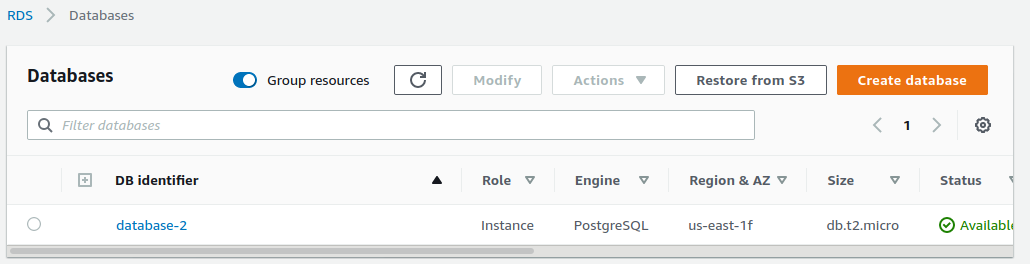 RDS > Databases
Databases Group resources Modify Actions Restore from S3 Create database
Filter databases 1
DB identifier Role Engine Region & AZ Size Status
database-2 Instance PostgreSQL us-east-1f db.t2.micro Available